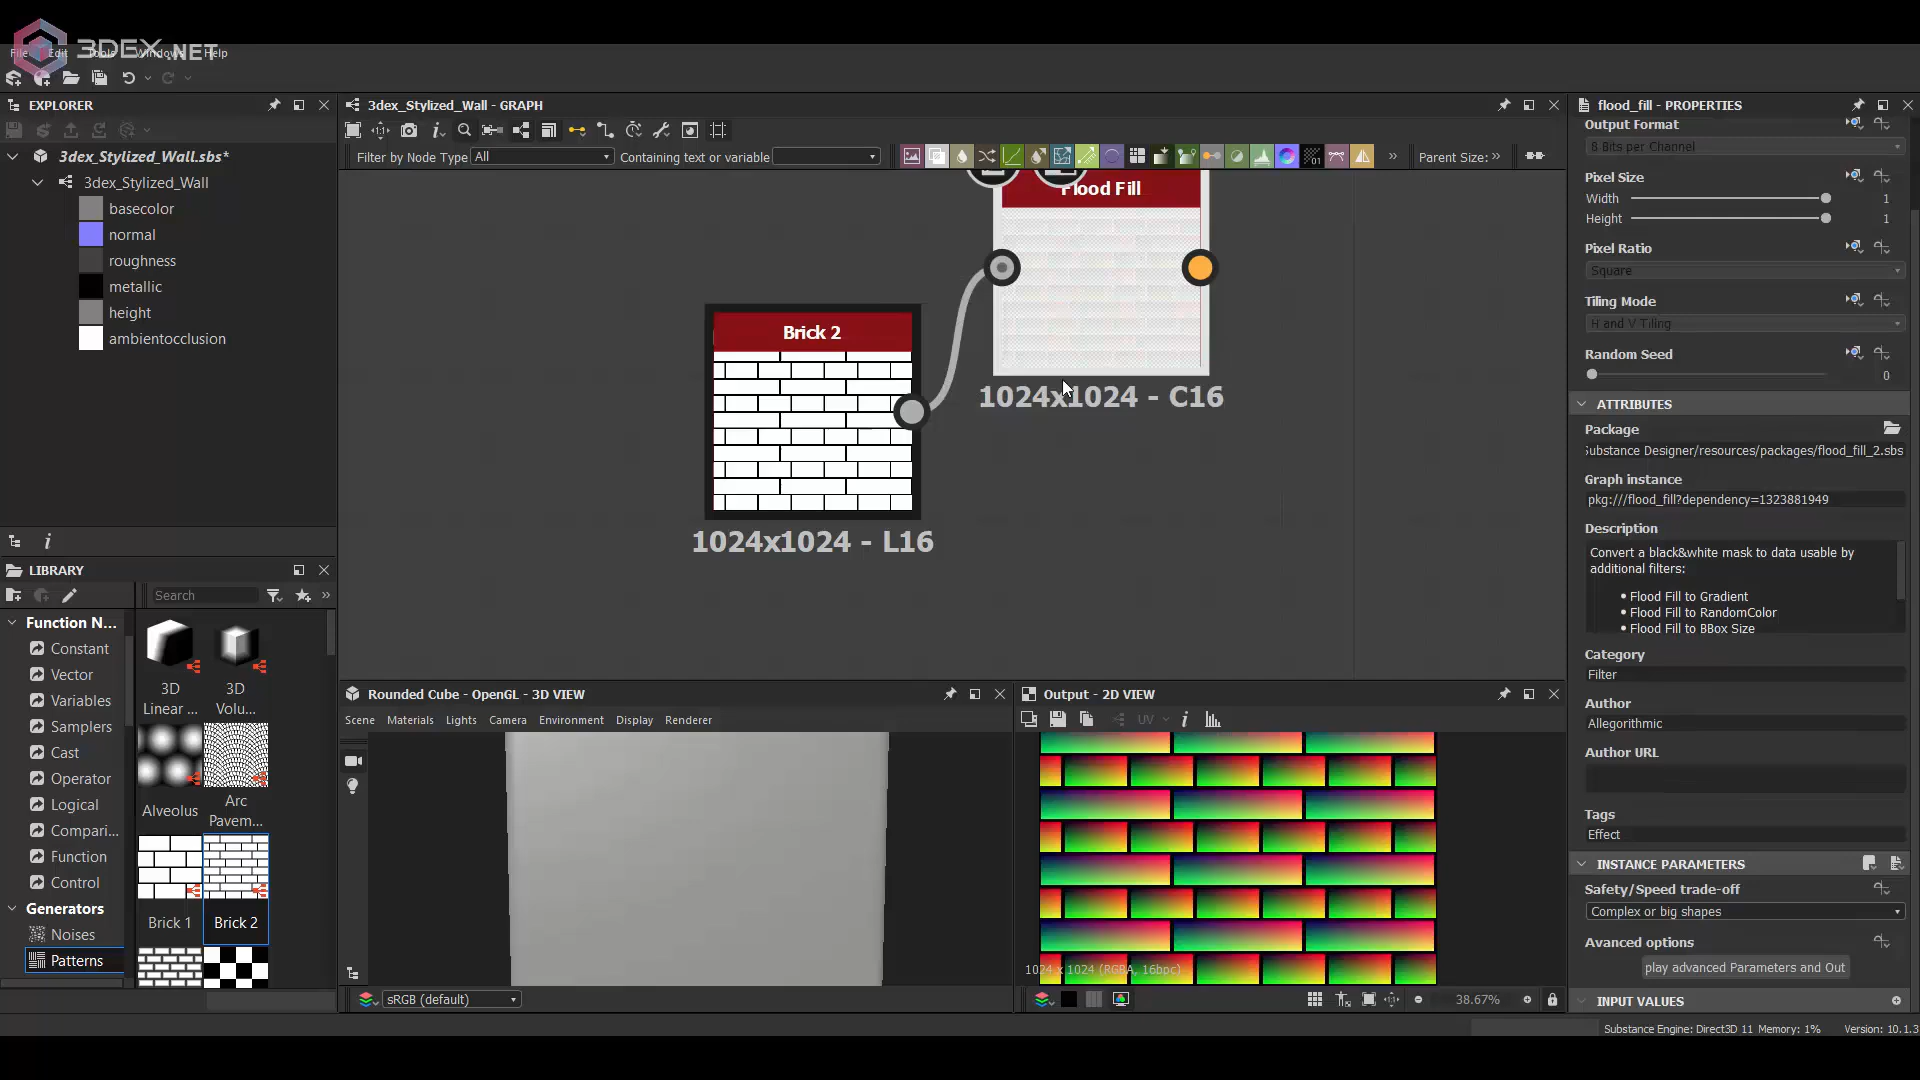 3DEX.NET
File Edit Tools Windows Help
EXPLORER
3dex_Stylized_Wall.sbs*
3dex_Stylized_Wall
basecolor
normal
roughness
metallic
height
ambientocclusion
LIBRARY
Search
Function N...
Constant
Vector
Variables
Samplers
Cast
Operator
Logical
Compari...
Function
Control
Generators
Noises
Patterns
3D Linear ...
3D Volu...
Alveolus
Arc Pavem...
Brick 1
Brick 2
3dex_Stylized_Wall - GRAPH
Filter by Node Type All
Containing text or variable
Parent Size: »
Flood Fill
1024x1024 - C16
Brick 2
1024x1024 - L16
Rounded Cube - OpenGL - 3D VIEW
Scene Materials Lights Camera Environment Display Renderer
sRGB (default)
Output - 2D VIEW
UV
1024 x 1024 (RGBA, 16bpc)
38.67%
flood_fill - PROPERTIES
Output Format
8 Bits per Channel
Pixel Size
Width 1
Height 1
Pixel Ratio
Square
Tiling Mode
H and V Tiling
Random Seed
0
ATTRIBUTES
Package
Substance Designer/resources/packages/flood_fill_2.sbs
Graph instance
pkg:///flood_fill?dependency=1323881949
Description
Convert a black&white mask to data usable by
additional filters:
• Flood Fill to Gradient
• Flood Fill to RandomColor
• Flood Fill to BBox Size
Category
Filter
Author
Allegorithmic
Author URL
Tags
Effect
INSTANCE PARAMETERS
Safety/Speed trade-off
Complex or big shapes
Avanced options
play advanced Parameters and Out
INPUT VALUES
Substance Engine: Direct3D 11 Memory: 1% Version: 10.1.3